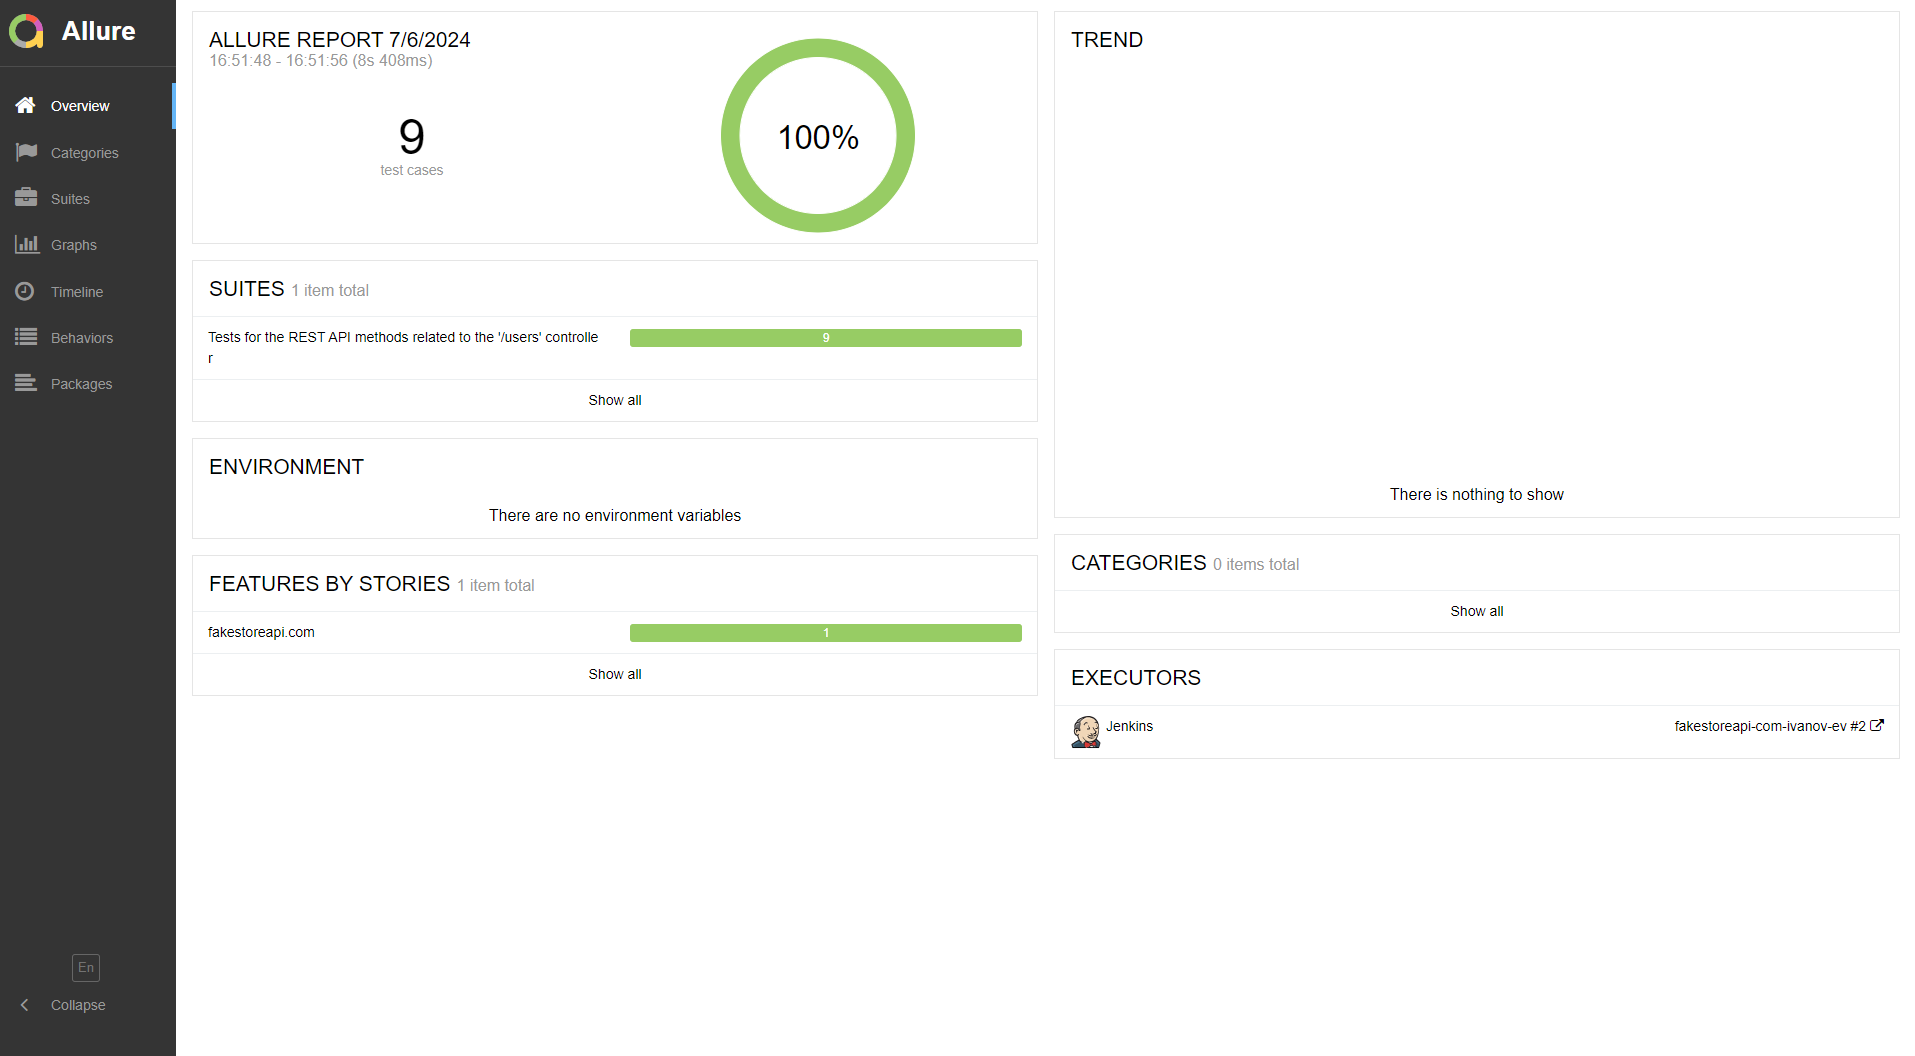 Allure
Overview
Categories
Suites
Graphs
Timeline
Behaviors
Packages
En
Collapse
ALLURE REPORT 7/6/2024
16:51:48 - 16:51:56 (8s 408ms)
9
test cases
100%
SUITES 1 item total
Tests for the REST API methods related to the '/users' controlle
r
9
Show all
ENVIRONMENT
There are no environment variables
FEATURES BY STORIES 1 item total
fakestoreapi.com
1
Show all
TREND
There is nothing to show
CATEGORIES 0 items total
Show all
EXECUTORS
Jenkins
fakestoreapi-com-ivanov-ev #2